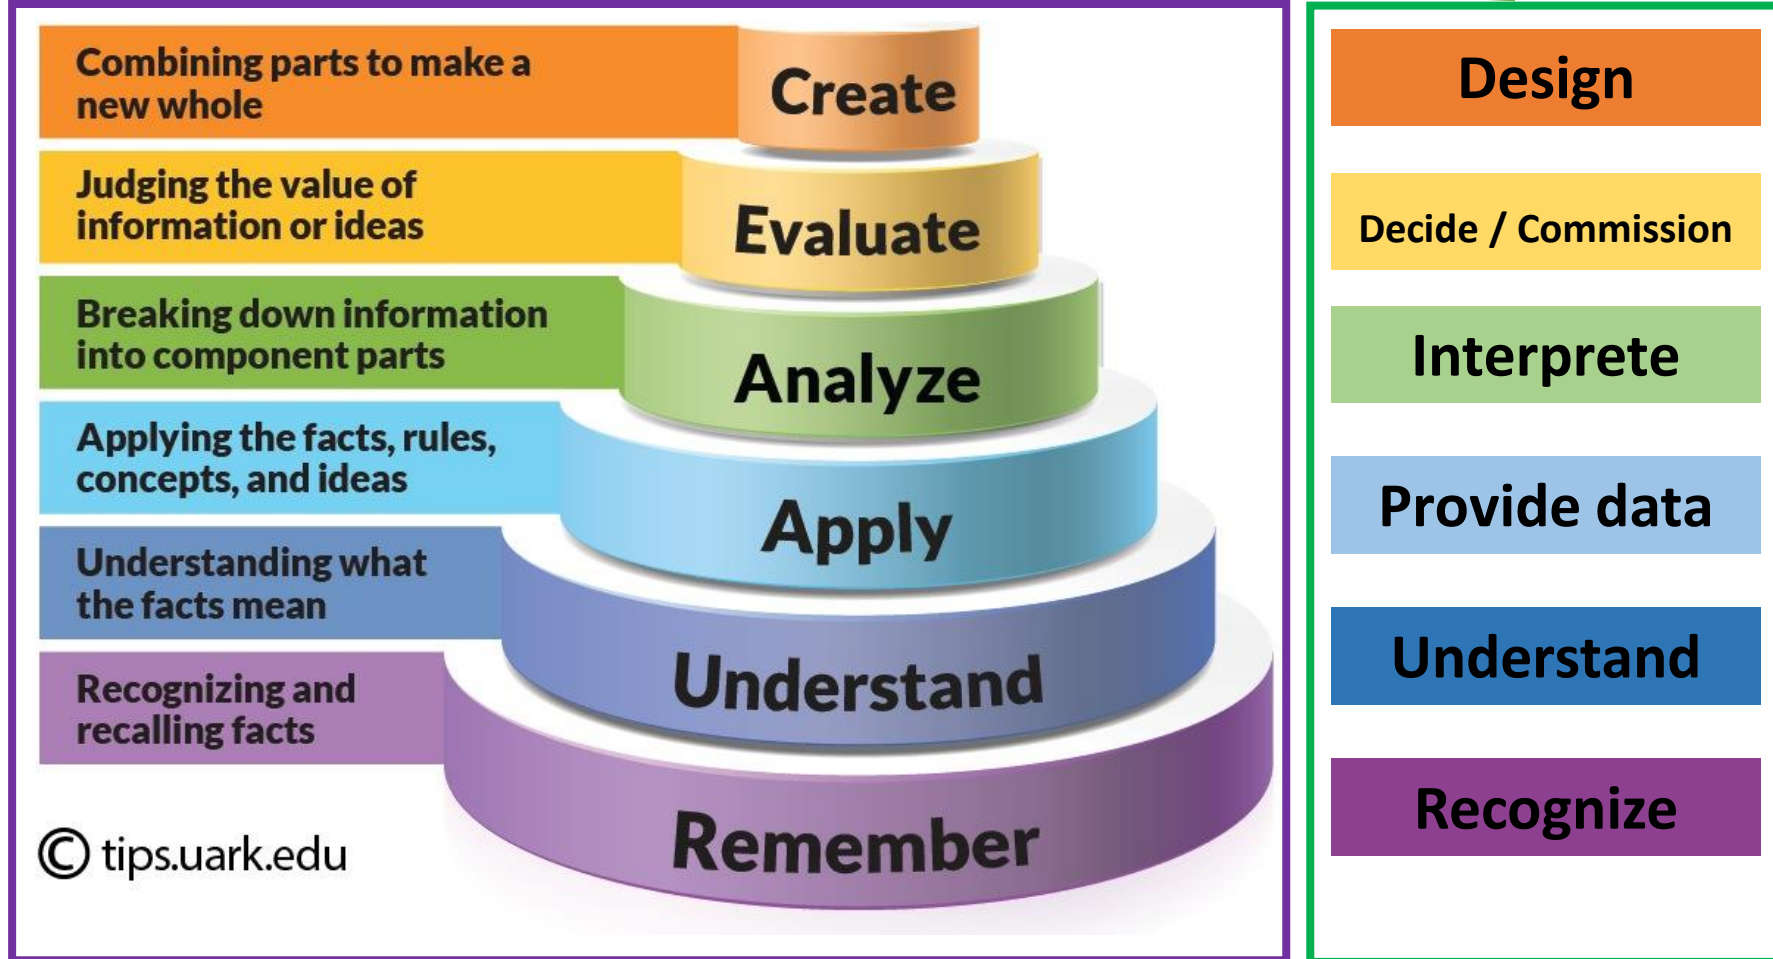 Combining parts to make a
new whole
Create
Judging the value of
information or ideas
Evaluate
Breaking down information
into component parts
Analyze
Applying the facts, rules,
concepts, and ideas
Apply
Understanding what
the facts mean
Understand
Recognizing and
recalling facts
Remember
© tips.uark.edu
Design
Decide / Commission
Interprete
Provide data
Understand
Recognize